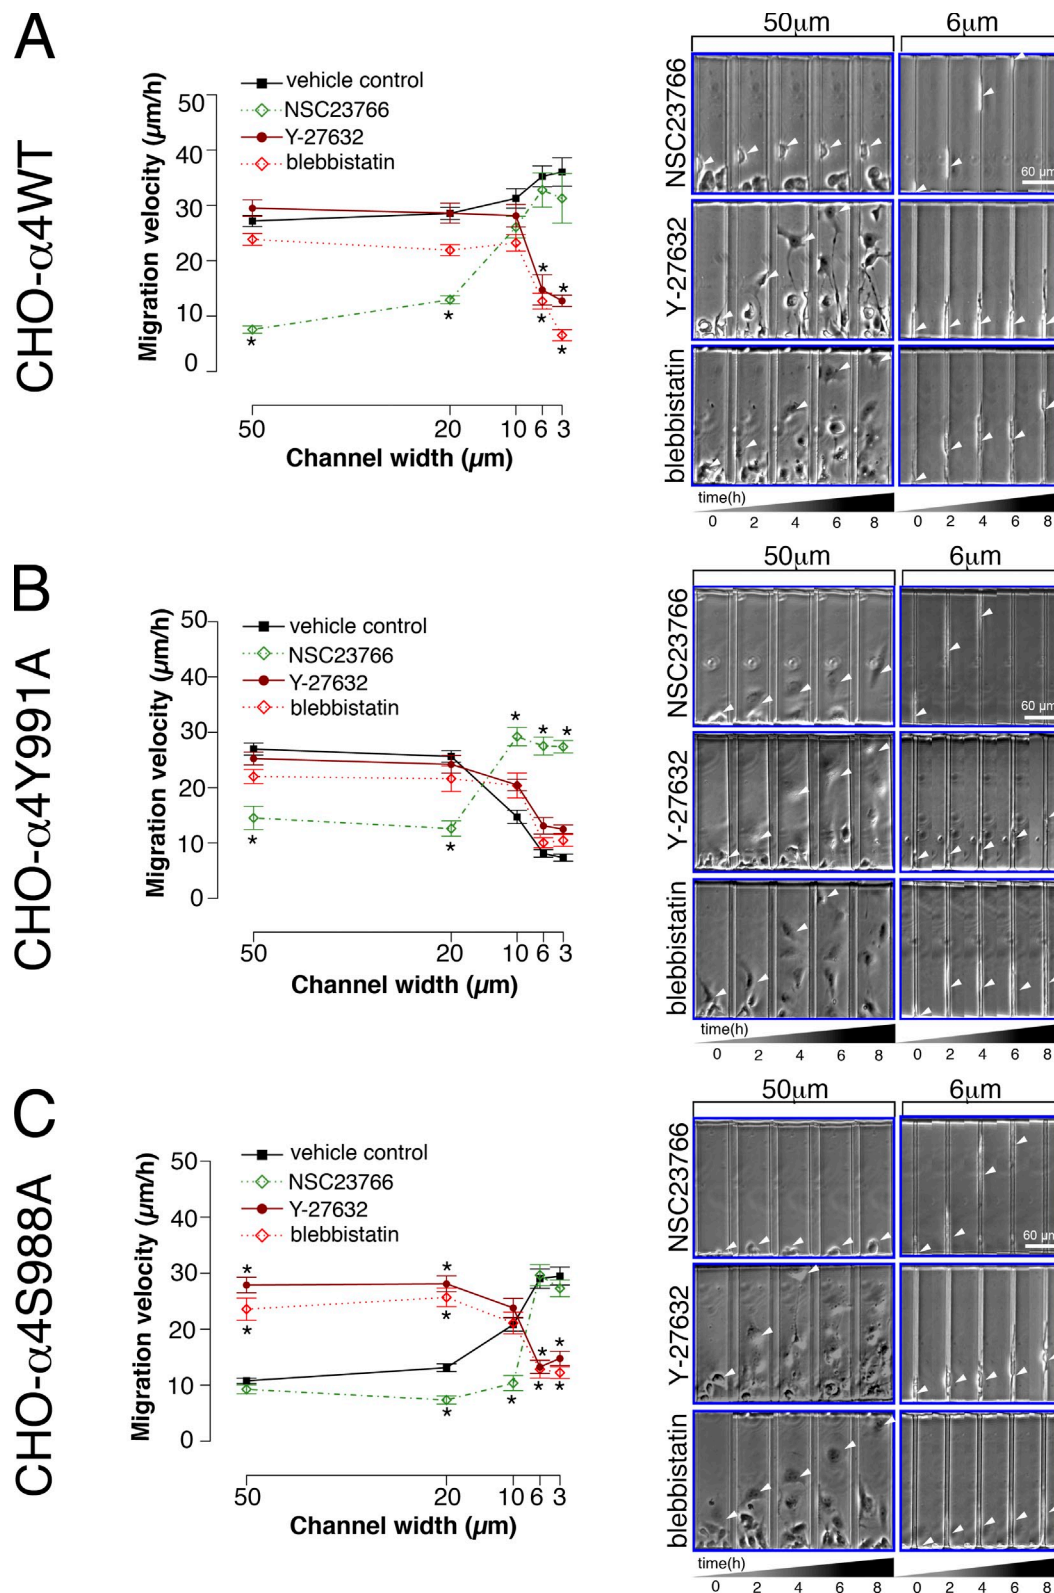 A
CHO-α4WT
vehicle control
NSC23766
Y-27632
blebbistatin
Migration velocity (µm/h)
50
40
30
20
10
0
*
*
*
*
*
*
50
20
10
6
3
Channel width (µm)
50µm
6µm
NSC23766
Y-27632
blebbistatin
60 µm
time(h)
0 2 4 6 8
0 2 4 6 8
B
CHO-α4Y991A
vehicle control
NSC23766
Y-27632
blebbistatin
Migration velocity (µm/h)
50
40
30
20
10
0
*
*
*
*
*
50
20
10
6
3
Channel width (µm)
50µm
6µm
NSC23766
Y-27632
blebbistatin
60 µm
time(h)
0 2 4 6 8
0 2 4 6 8
C
CHO-α4S988A
vehicle control
NSC23766
Y-27632
blebbistatin
Migration velocity (µm/h)
50
40
30
20
10
0
*
*
*
*
*
*
*
*
*
*
50
20
10
6
3
Channel width (µm)
50µm
6µm
NSC23766
Y-27632
blebbistatin
60 µm
time(h)
0 2 4 6 8
0 2 4 6 8